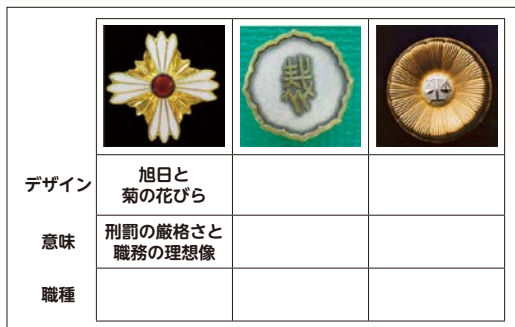 デザイン
旭日と
菊の花びら
意味
刑罰の厳格さと
職務の理想像
職種
裁